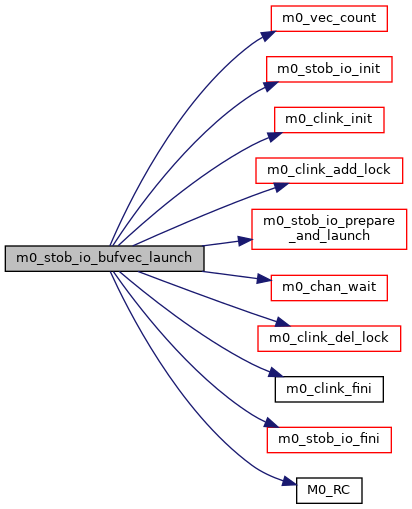 m0_vec_count
m0_stob_io_init
m0_clink_init
m0_clink_add_lock
m0_stob_io_prepare
_and_launch
m0_stob_io_bufvec_launch
m0_chan_wait
m0_clink_del_lock
m0_clink_fini
m0_stob_io_fini
M0_RC